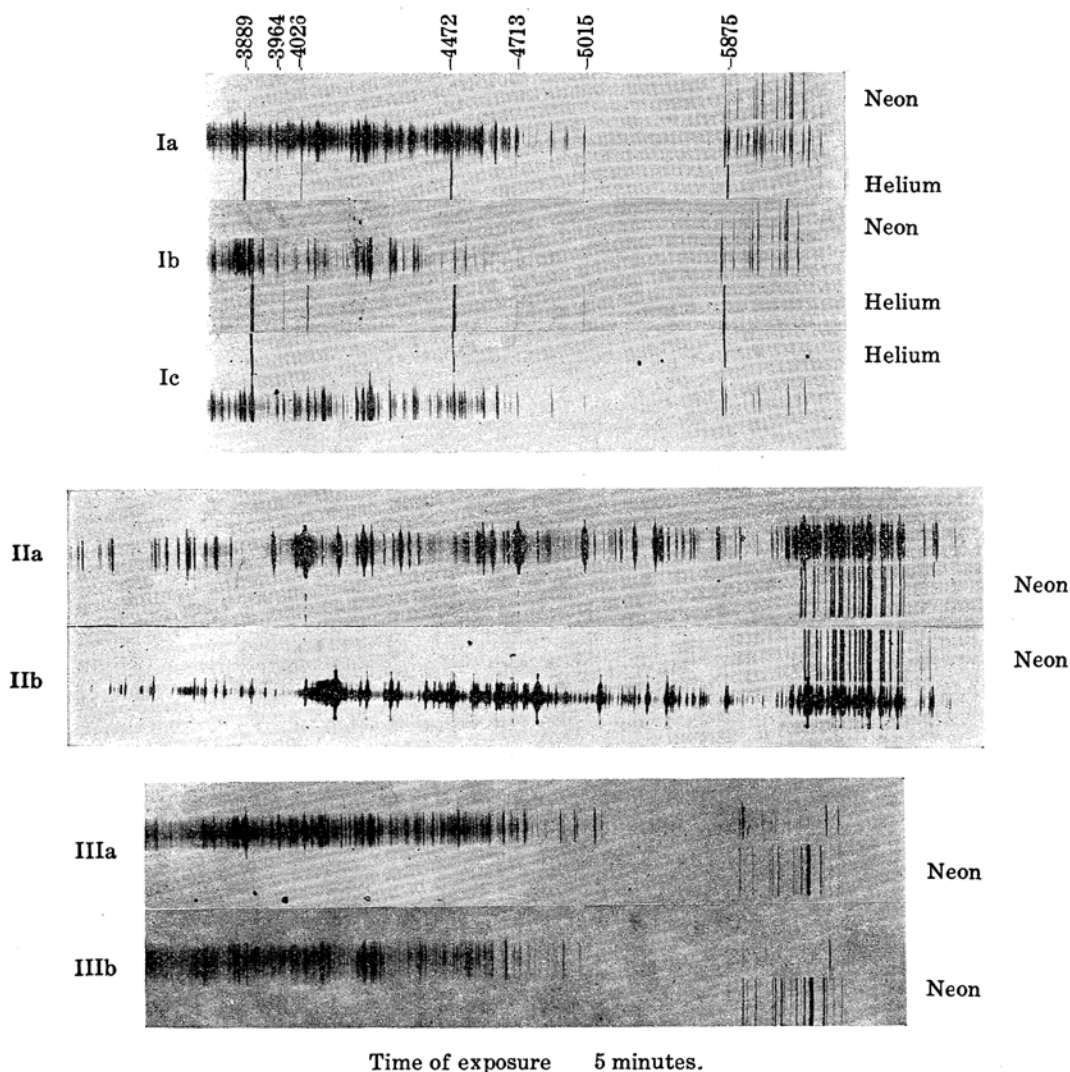 –3889
–3964
–4026
–4472
–4713
–5015
–5875
Neon
Ia
Helium
Neon
Ib
Helium
Helium
Ic
IIa
Neon
Neon
IIb
IIIa
Neon
IIIb
Neon
Time of exposure 5 minutes.